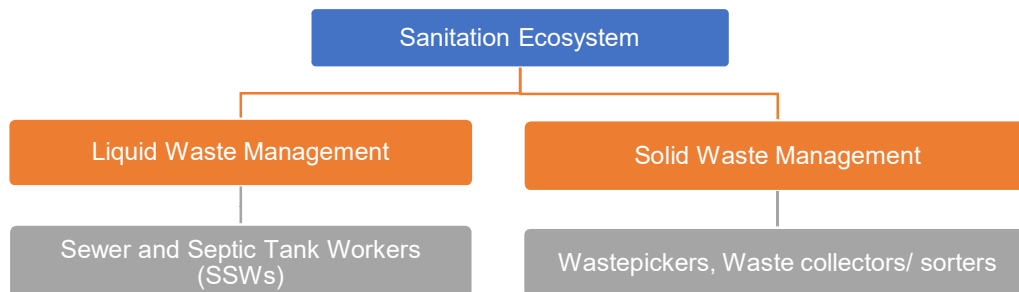 Sanitation Ecosystem
Liquid Waste Management
Solid Waste Management
Sewer and Septic Tank Workers
(SSWs)
Wastepickers, Waste collectors/ sorters